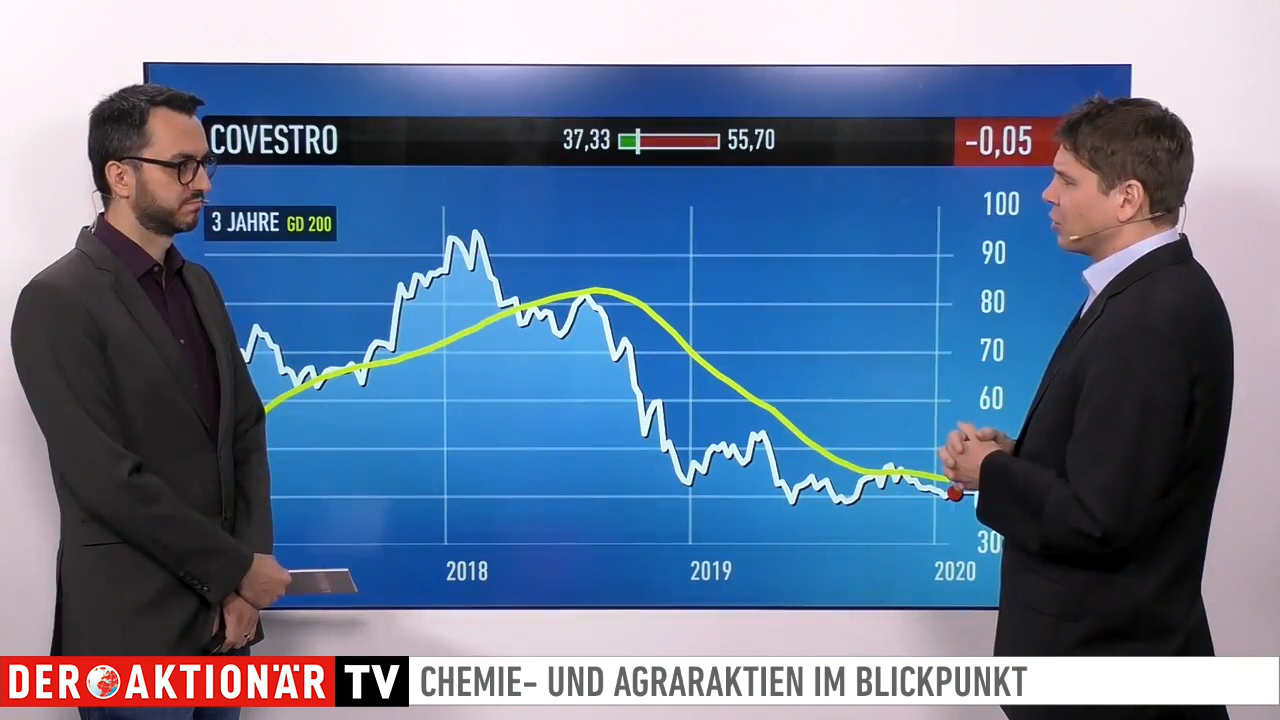 COVESTRO 37,33 55,70 -0,05
3 JAHRE GD 200
100
90
80
70
60
30
2018 2019 2020
DER AKTIONÄR TV CHEMIE- UND AGRARAKTIEN IM BLICKPUNKT